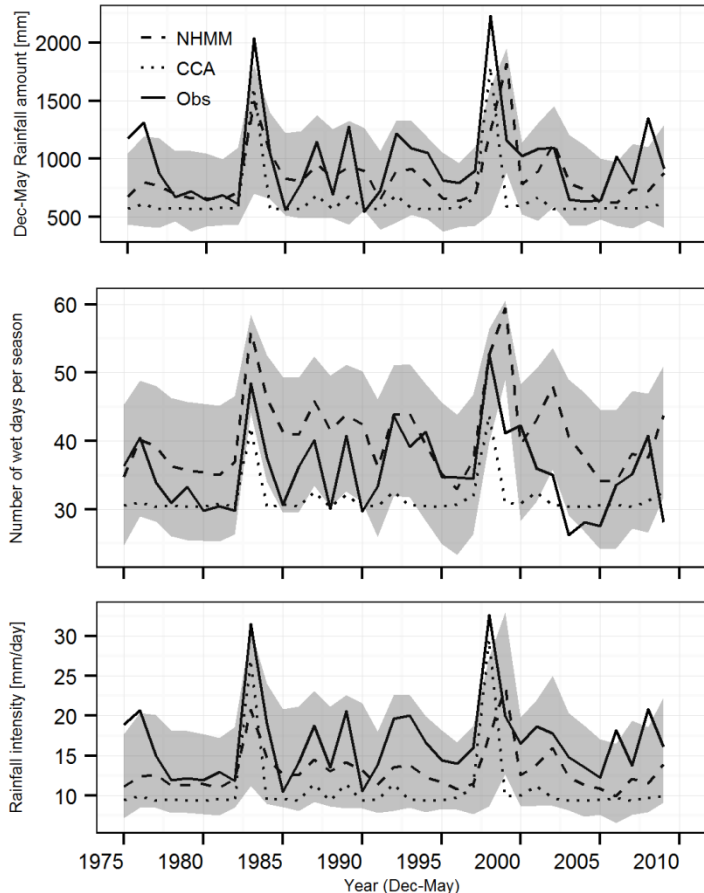 Dec-May Rainfall amount [mm]
2000
1500
1000
500
NHMM
CCA
Obs
Number of wet days per season
60
50
40
30
Rainfall intensity [mm/day]
30
25
20
15
10
1975 1980 1985 1990 1995 2000 2005 2010
Year (Dec-May)